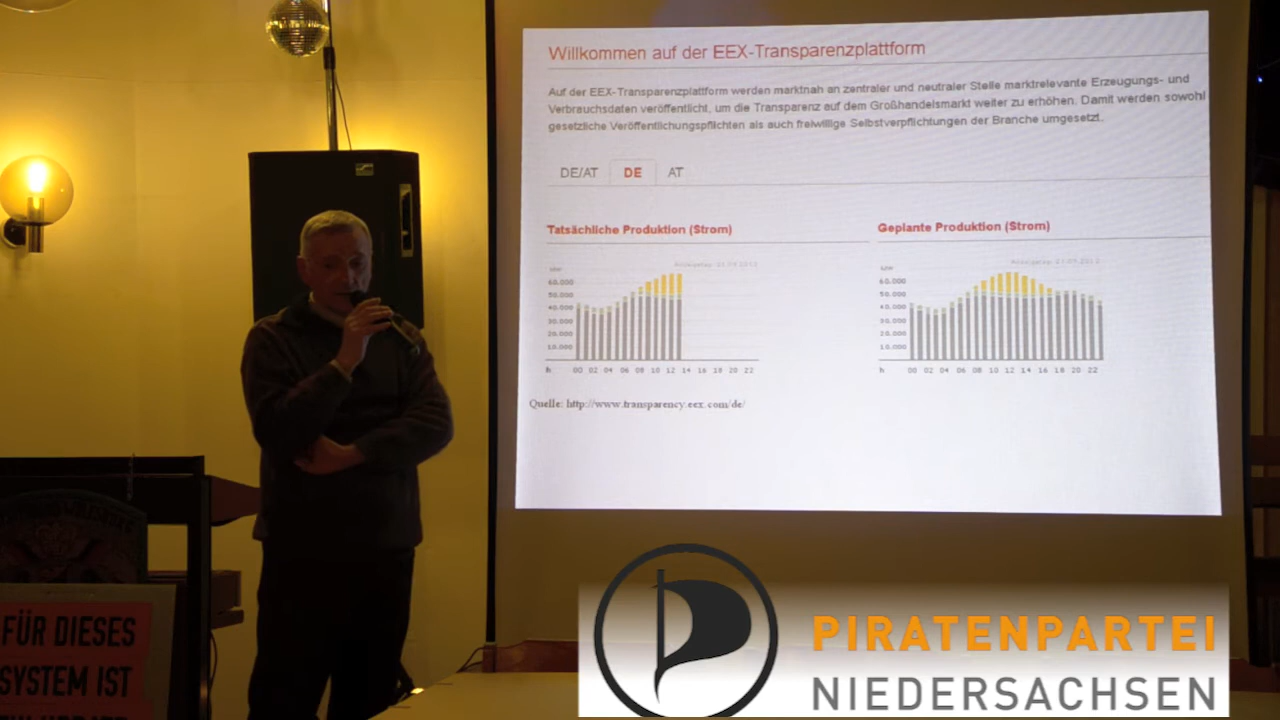 Willkommen auf der EEX-Transparenzplattform
Auf der EEX-Transparenzplattform werden marktnah an zentraler und neutraler Stelle marktrelevante Erzeugungs- und
Verbrauchsdaten veröffentlicht, um die Transparenz auf dem Großhandelsmarkt weiter zu erhöhen. Damit werden sowohl
gesetzliche Veröffentlichungspflichten als auch freiwillige Selbstverpflichtungen der Branche umgesetzt.
DE/AT DE AT
Tatsächliche Produktion (Strom)
60.000
50.000
40.000
30.000
20.000
10.000
h 00 02 04 06 08 10 12 14 16 18 20 22
Geplante Produktion (Strom)
60.000
50.000
40.000
30.000
20.000
10.000
h 00 02 04 06 08 10 12 14 16 18 20 22
Quelle: http://www.transparency.eex.com/de/
FÜR DIESES
SYSTEM IST
PIRATENPARTEI
NIEDERSACHSEN